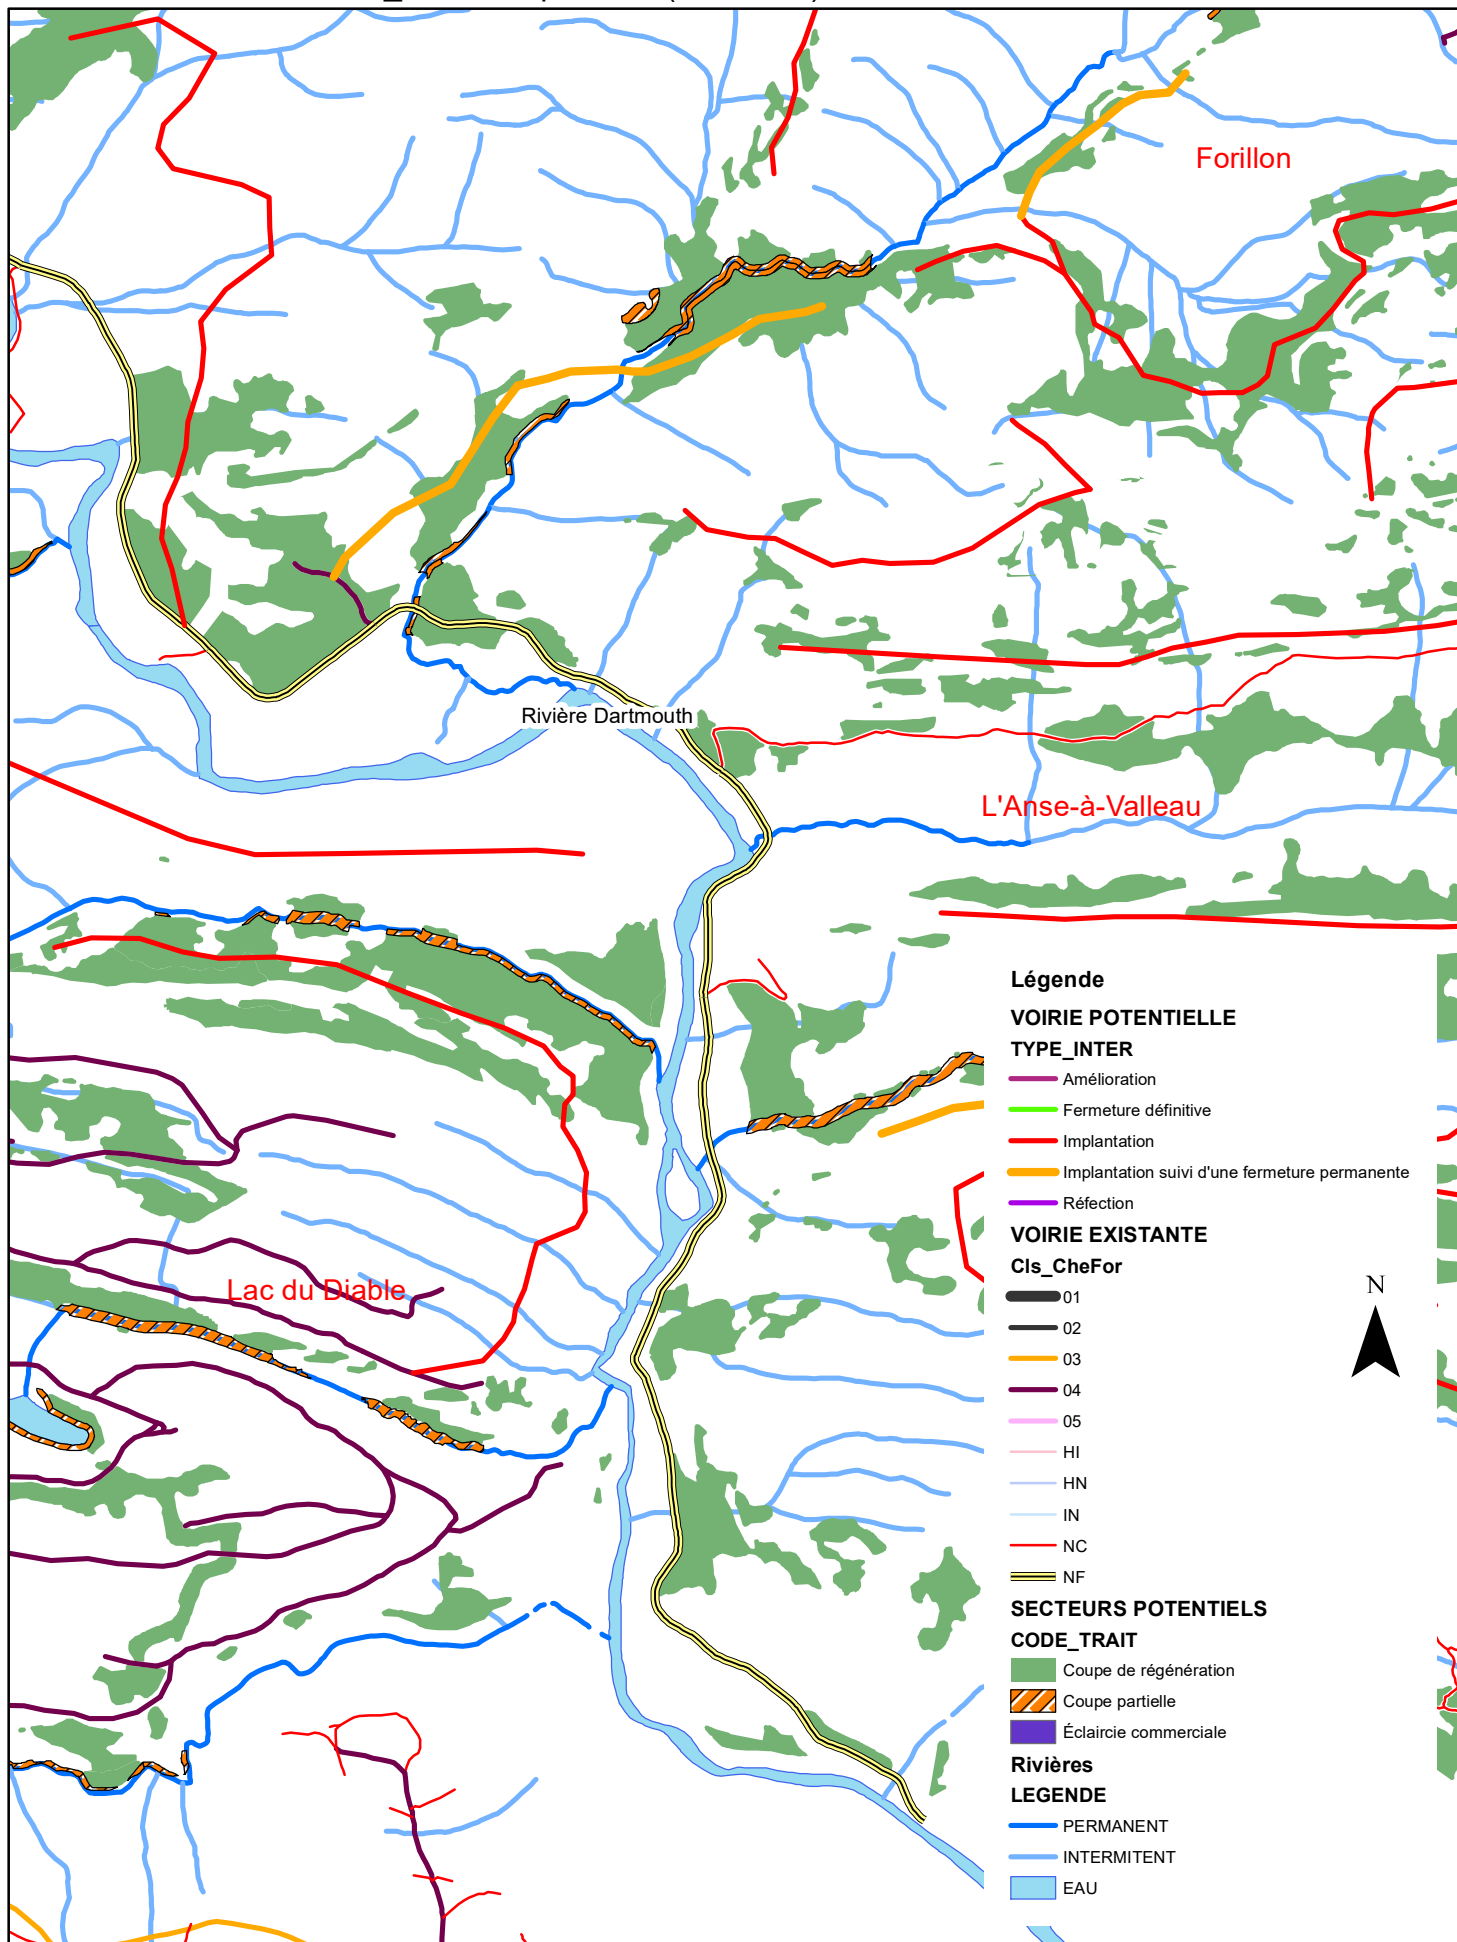 Forillon
Rivière Dartmouth
L'Anse-à-Valleau
Lac du Diable
Légende
VOIRIE POTENTIELLE
TYPE_INTER
Amélioration
Fermeture définitive
Implantation
Implantation suivi d'une fermeture permanente
Réfection
VOIRIE EXISTANTE
Cls_CheFor
01
02
03
04
05
HI
HN
IN
NC
NF
SECTEURS POTENTIELS
CODE_TRAIT
Coupe de régénération
Coupe partielle
Éclaircie commerciale
Rivières
LEGENDE
PERMANENT
INTERMITENT
EAU
N